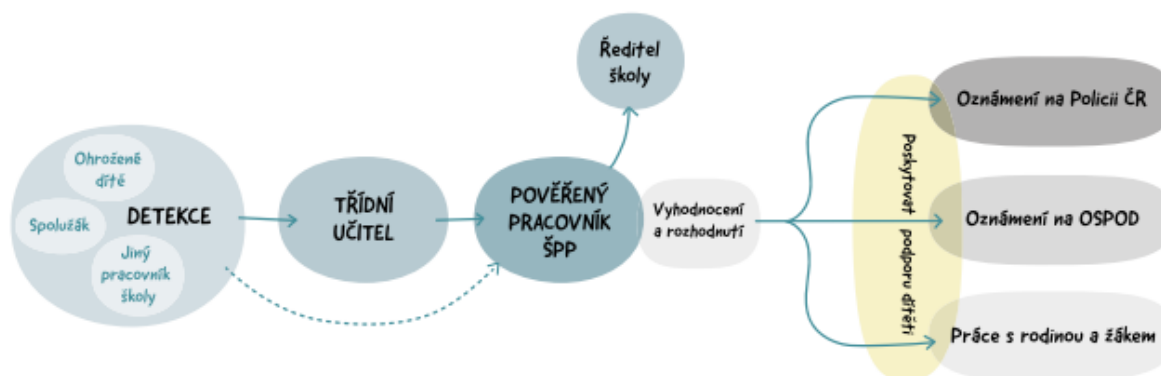 Ohrožené
dítě
Spolužák
DETEKCE
Jiný
pracovník
školy
TŘÍDNÍ
UČITEL
POVĚŘENÝ
PRACOVNÍK
ŠPP
Ředitel
školy
Vyhodnocení
a rozhodnutí
Poskytovat podporu dítěti
Oznámení na Policii ČR
Oznámení na OSPOD
Práce s rodinou a žákem